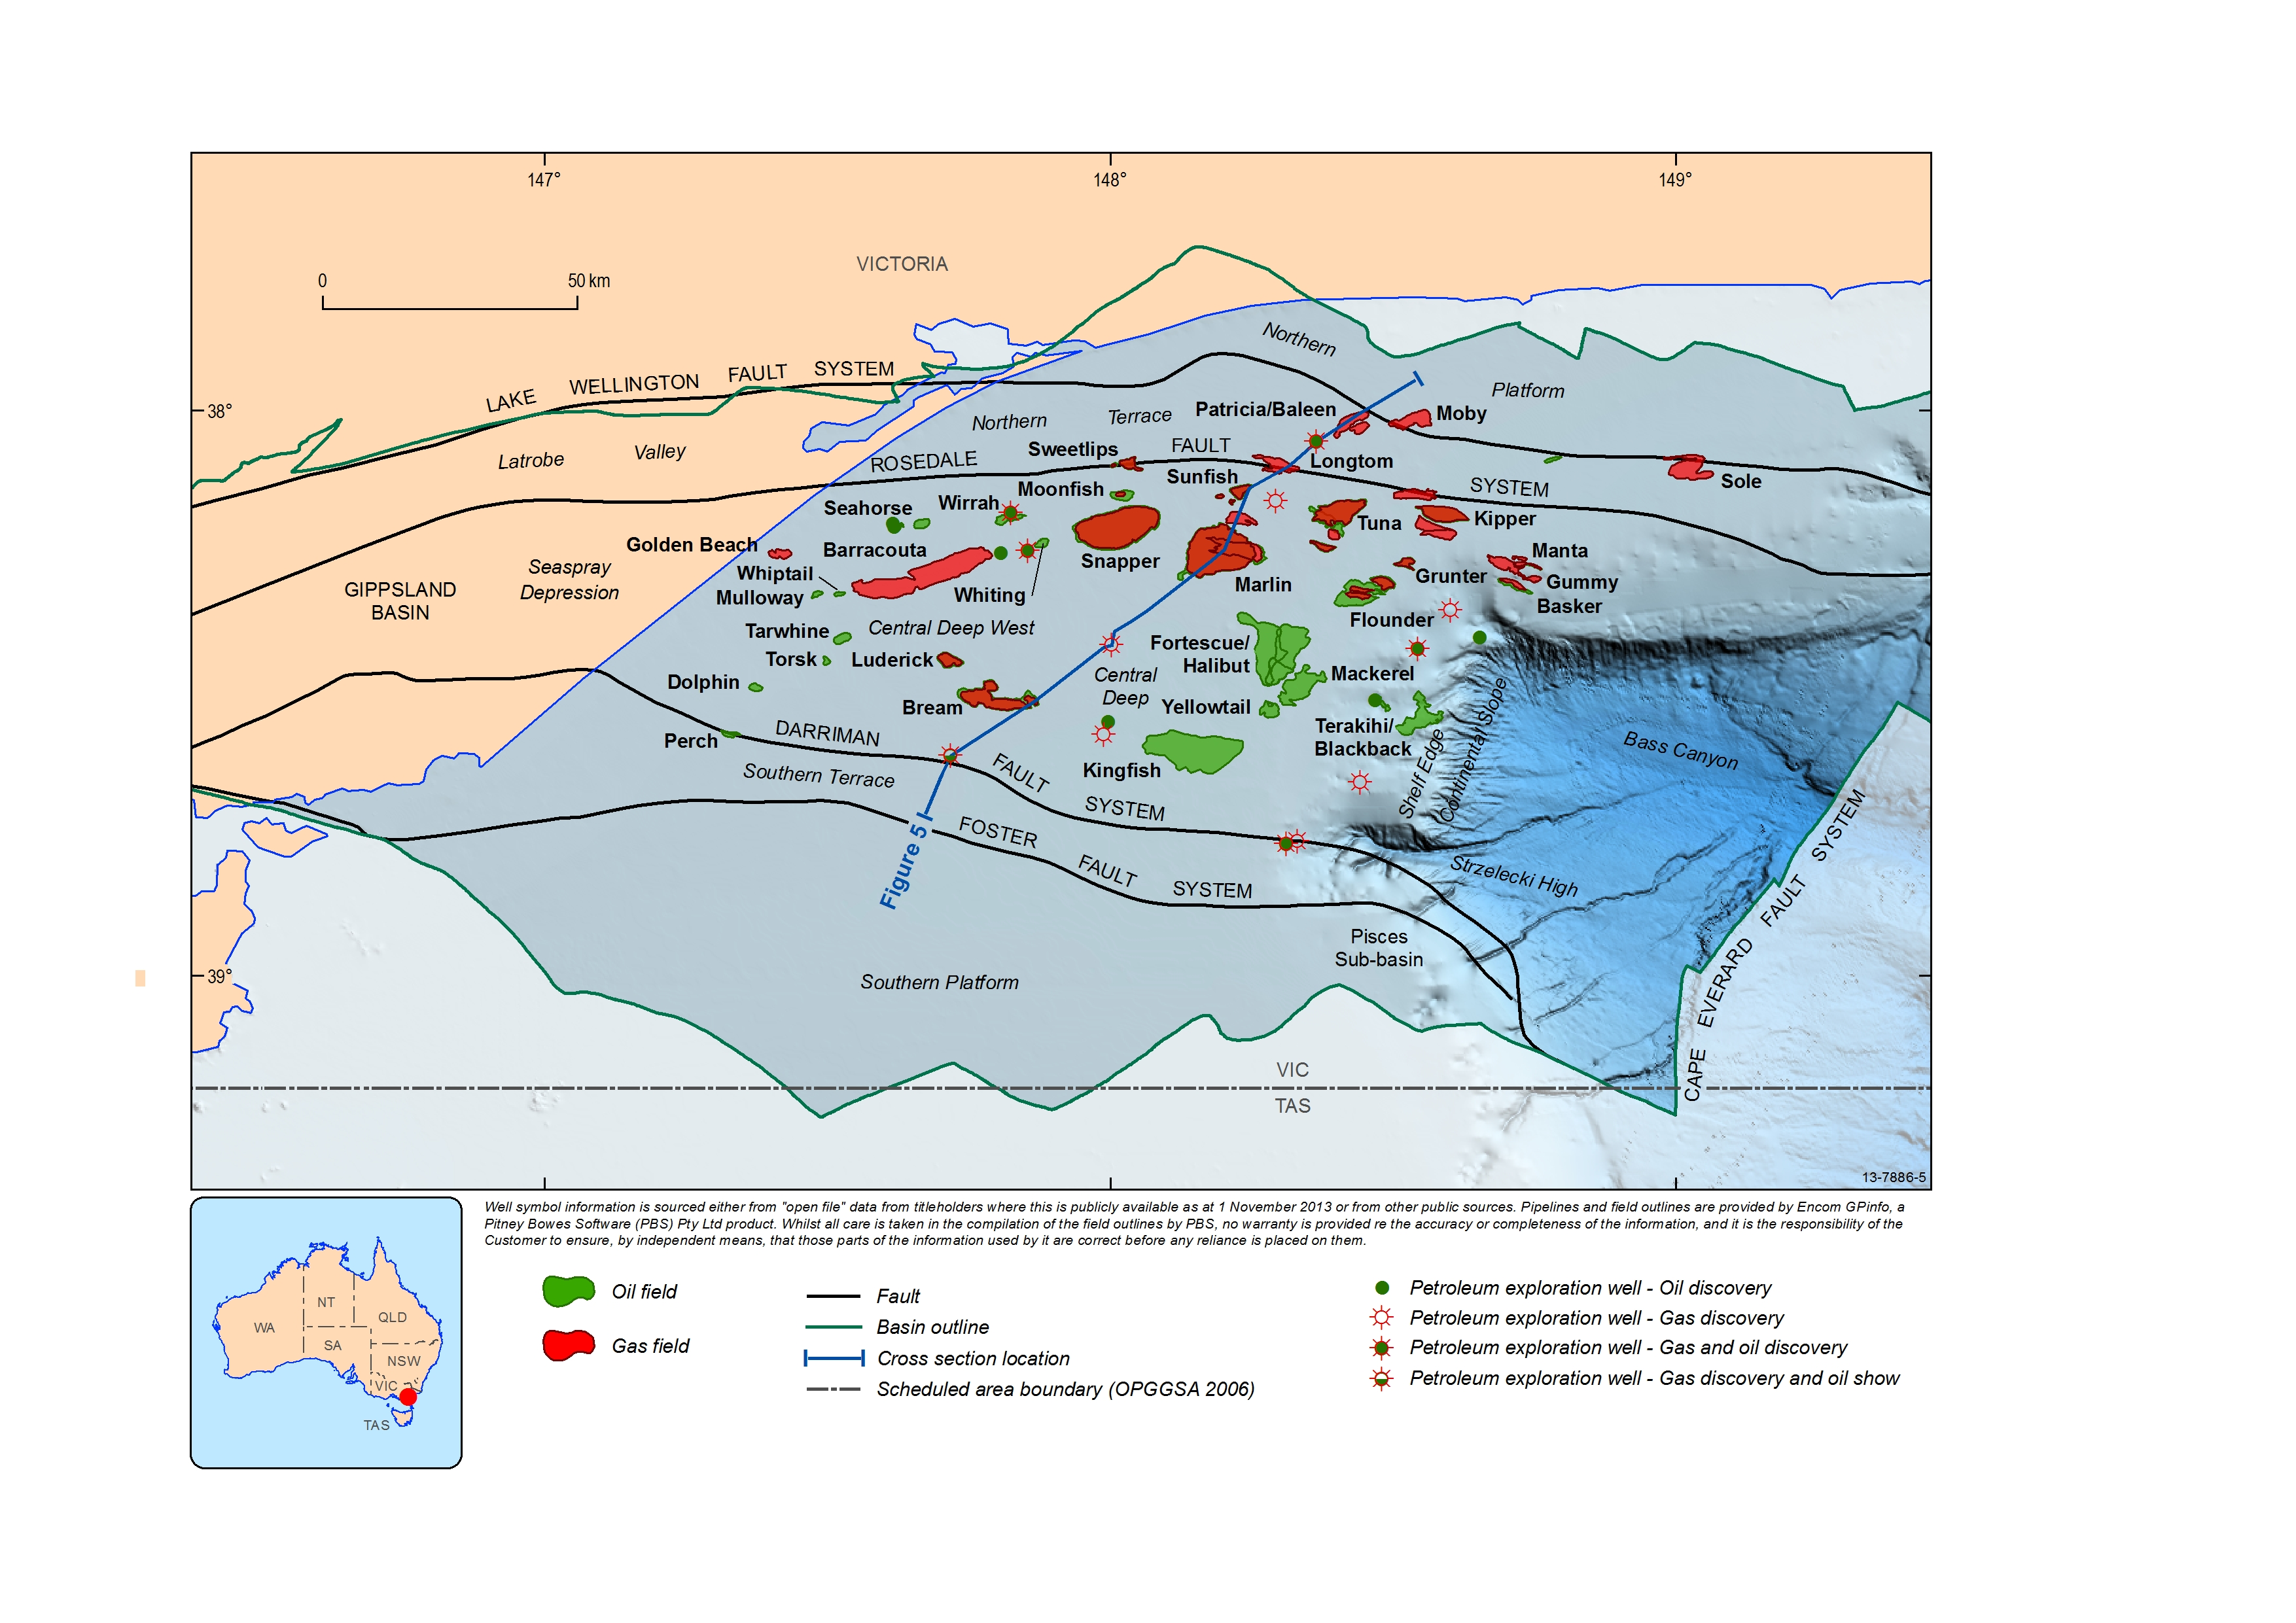 147°
148°
149°
VICTORIA
0 50 km
Northern
Platform
LAKE WELLINGTON FAULT SYSTEM
38°
Patricia/Baleen
Moby
Northern Terrace
Latrobe Valley
Sweetlips
FAULT
ROSEDALE
Longtom
Sunfish
Sole
SYSTEM
Moonfish
Wirrah
Seahorse
Tuna
Kipper
Golden Beach
Barracouta
Snapper
Manta
Whiptail
Marlin
Grunter
Gummy
Seaspray
Depression
GIPPSLAND
BASIN
Mulloway
Whiting
Basker
Flounder
Tarwhine
Central Deep West
Fortescue/
Halibut
Torsk
Luderick
Mackerel
Central
Deep
Dolphin
Bream
Yellowtail
Terakihi/
Blackback
Perch
DARRIMAN
FAULT
SYSTEM
Kingfish
Shelf Edge
Continental Slope
Bass Canyon
Southern Terrace
Figure 5
FOSTER
FAULT
SYSTEM
Strzelecki High
CAPE EVERARD FAULT SYSTEM
Pisces
Sub-basin
39°
Southern Platform
VIC
TAS
13-7886-5
Well symbol information is sourced either from "open file" data from titleholders where this is publicly available as at 1 November 2013 or from other public sources. Pipelines and field outlines are provided by Encom GPinfo, a
Pitney Bowes Software (PBS) Pty Ltd product. Whilst all care is taken in the compilation of the field outlines by PBS, no warranty is provided re the accuracy or completeness of the information, and it is the responsibility of the
Customer to ensure, by independent means, that those parts of the information used by it are correct before any reliance is placed on them.
WA
NT
SA
QLD
NSW
VIC
TAS
Oil field
Gas field
Fault
Basin outline
Cross section location
Scheduled area boundary (OPGGSA 2006)
Petroleum exploration well - Oil discovery
Petroleum exploration well - Gas discovery
Petroleum exploration well - Gas and oil discovery
Petroleum exploration well - Gas discovery and oil show